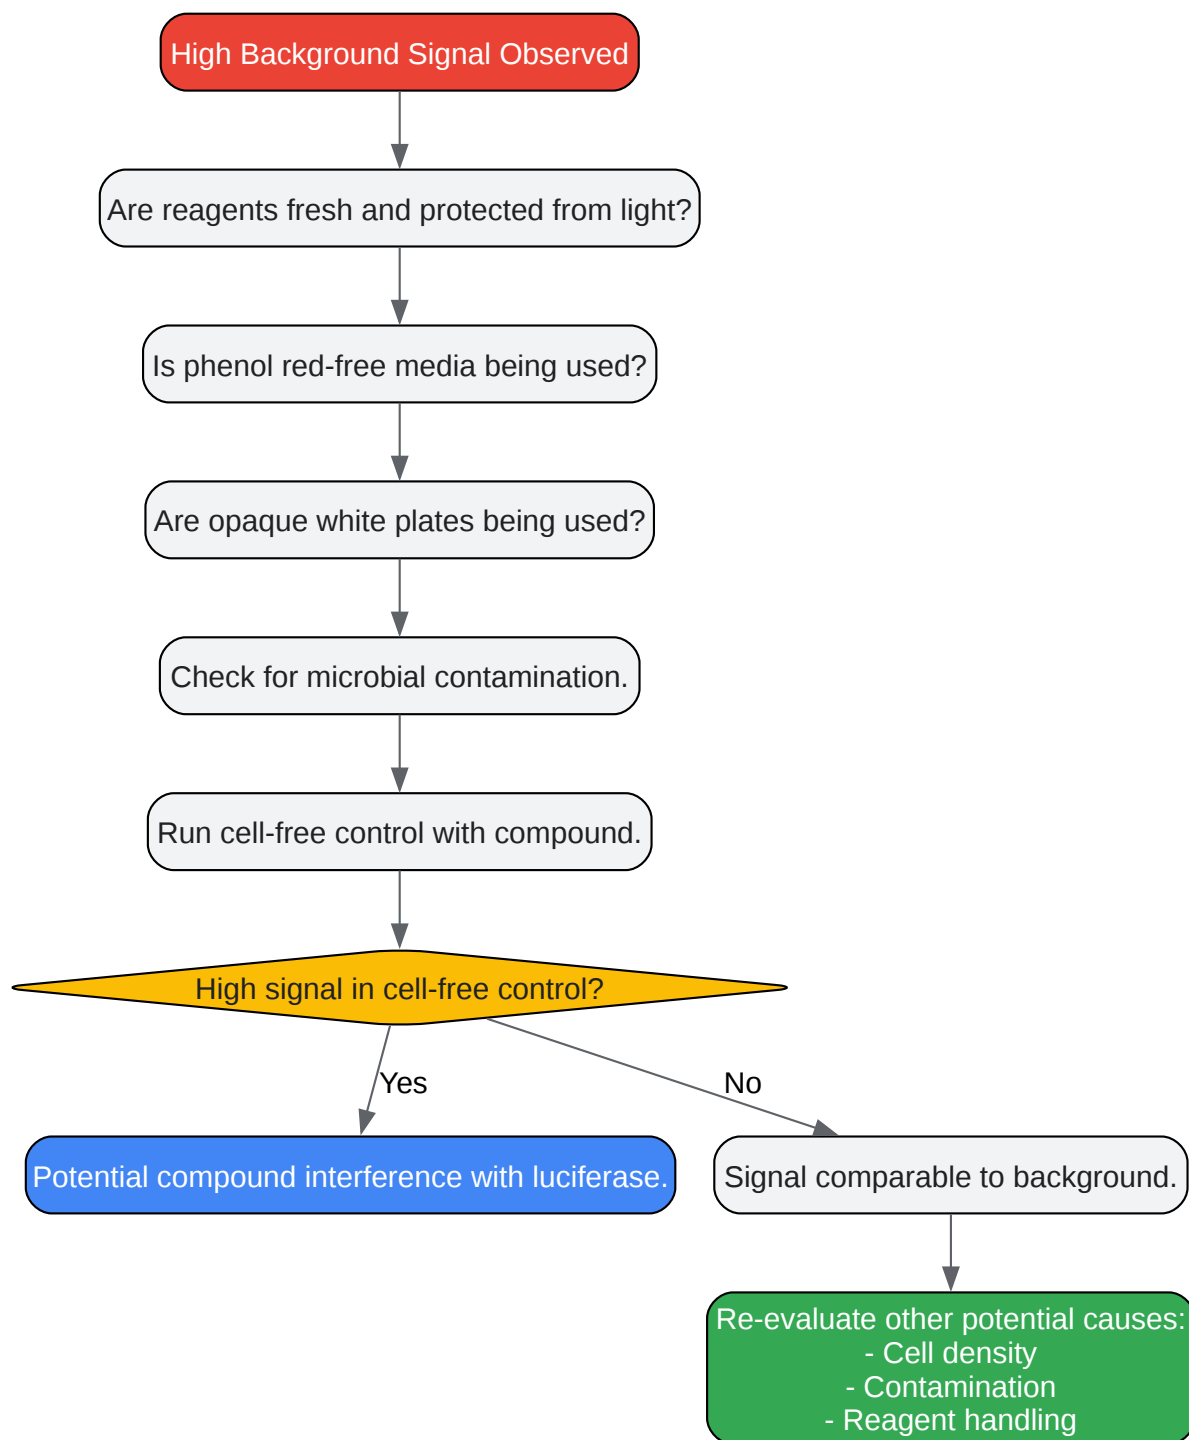 High Background Signal Observed
Are reagents fresh and protected from light?
Is phenol red-free media being used?
Are opaque white plates being used?
Check for microbial contamination.
Run cell-free control with compound.
High signal in cell-free control?
Yes
No
Potential compound interference with luciferase.
Signal comparable to background.
Re-evaluate other potential causes:
- Cell density
- Contamination
- Reagent handling